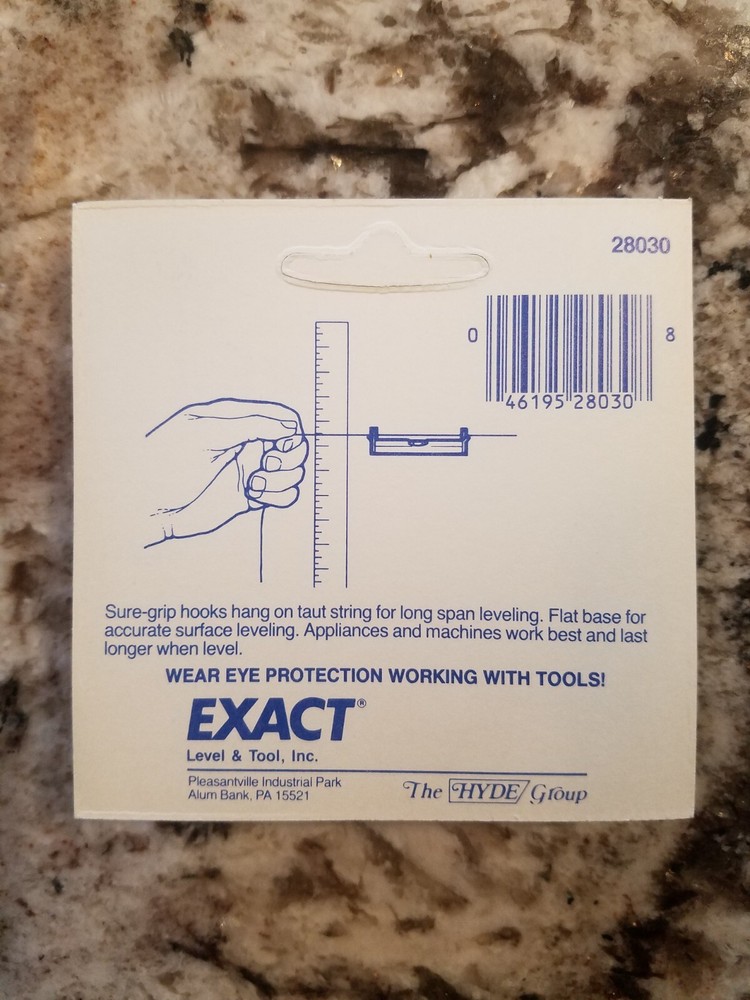 28030
0 8
46195 28030
Sure-grip hooks hang on taut string for long span leveling. Flat base for
accurate surface leveling. Appliances and machines work best and last
longer when level.
WEAR EYE PROTECTION WORKING WITH TOOLS!
EXACT®
Level & Tool, Inc.
Pleasantville Industrial Park
Alum Bank, PA 15521
The HYDE Group